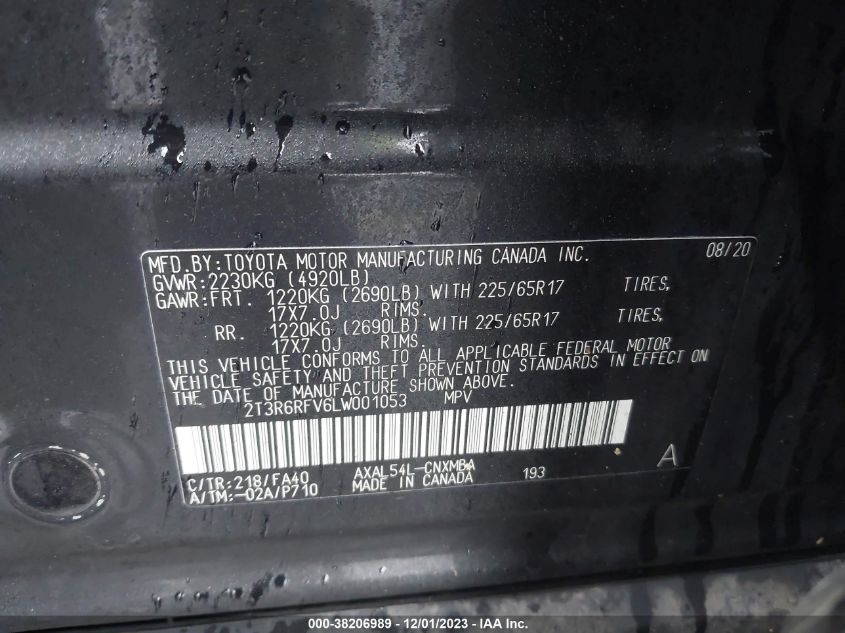 MFD.BY:TOYOTA MOTOR MANUFACTURING CANADA INC. 08/20
GVWR:2230KG (4920LB)
GAWR:FRT. 1220KG (2690LB) WITH 225/65R17 TIRES,
17X7.0J RIMS.
RR. 1220KG (2690LB) WITH 225/65R17 TIRES,
17X7.0J RIMS.
THIS VEHICLE CONFORMS TO ALL APPLICABLE FEDERAL MOTOR
VEHICLE SAFETY AND THEFT PREVENTION STANDARDS IN EFFECT ON
THE DATE OF MANUFACTURE SHOWN ABOVE.
2T3R6RFV6LW001053 MPV
C/TR:218/FA40 AXAL54L-CNXMBA 193 A
A/TM:-02A/P710 MADE IN CANADA
000-38206989 - 12/01/2023 - IAA Inc.